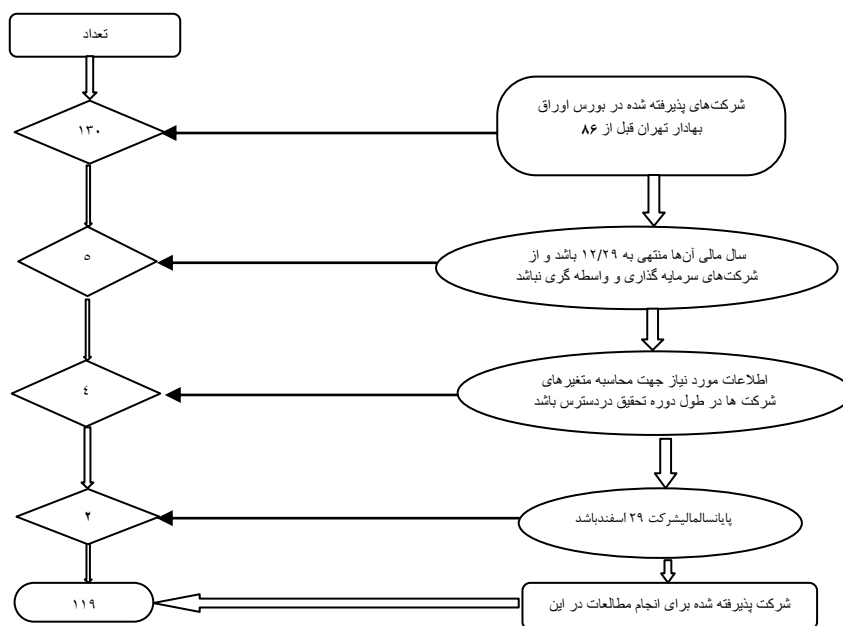 تعداد
شرکت‌های پذیرفته شده در بورس اوراق
بهادار تهران قبل از ۸۶
۱۳۰
سال مالی آن‌ها منتهی به ۱۲/۲۹ باشد و از
شرکت‌های سرمایه گذاری و واسطه گری نباشد
٥
اطلاعات مورد نیاز جهت محاسبه متغیرهای
شرکت ها در طول دوره تحقیق دردسترس باشد
٤
پایانسالمالیشرکت ۲۹ اسفندباشد
۲
شرکت پذیرفته شده برای انجام مطالعات در این
۱۱۹